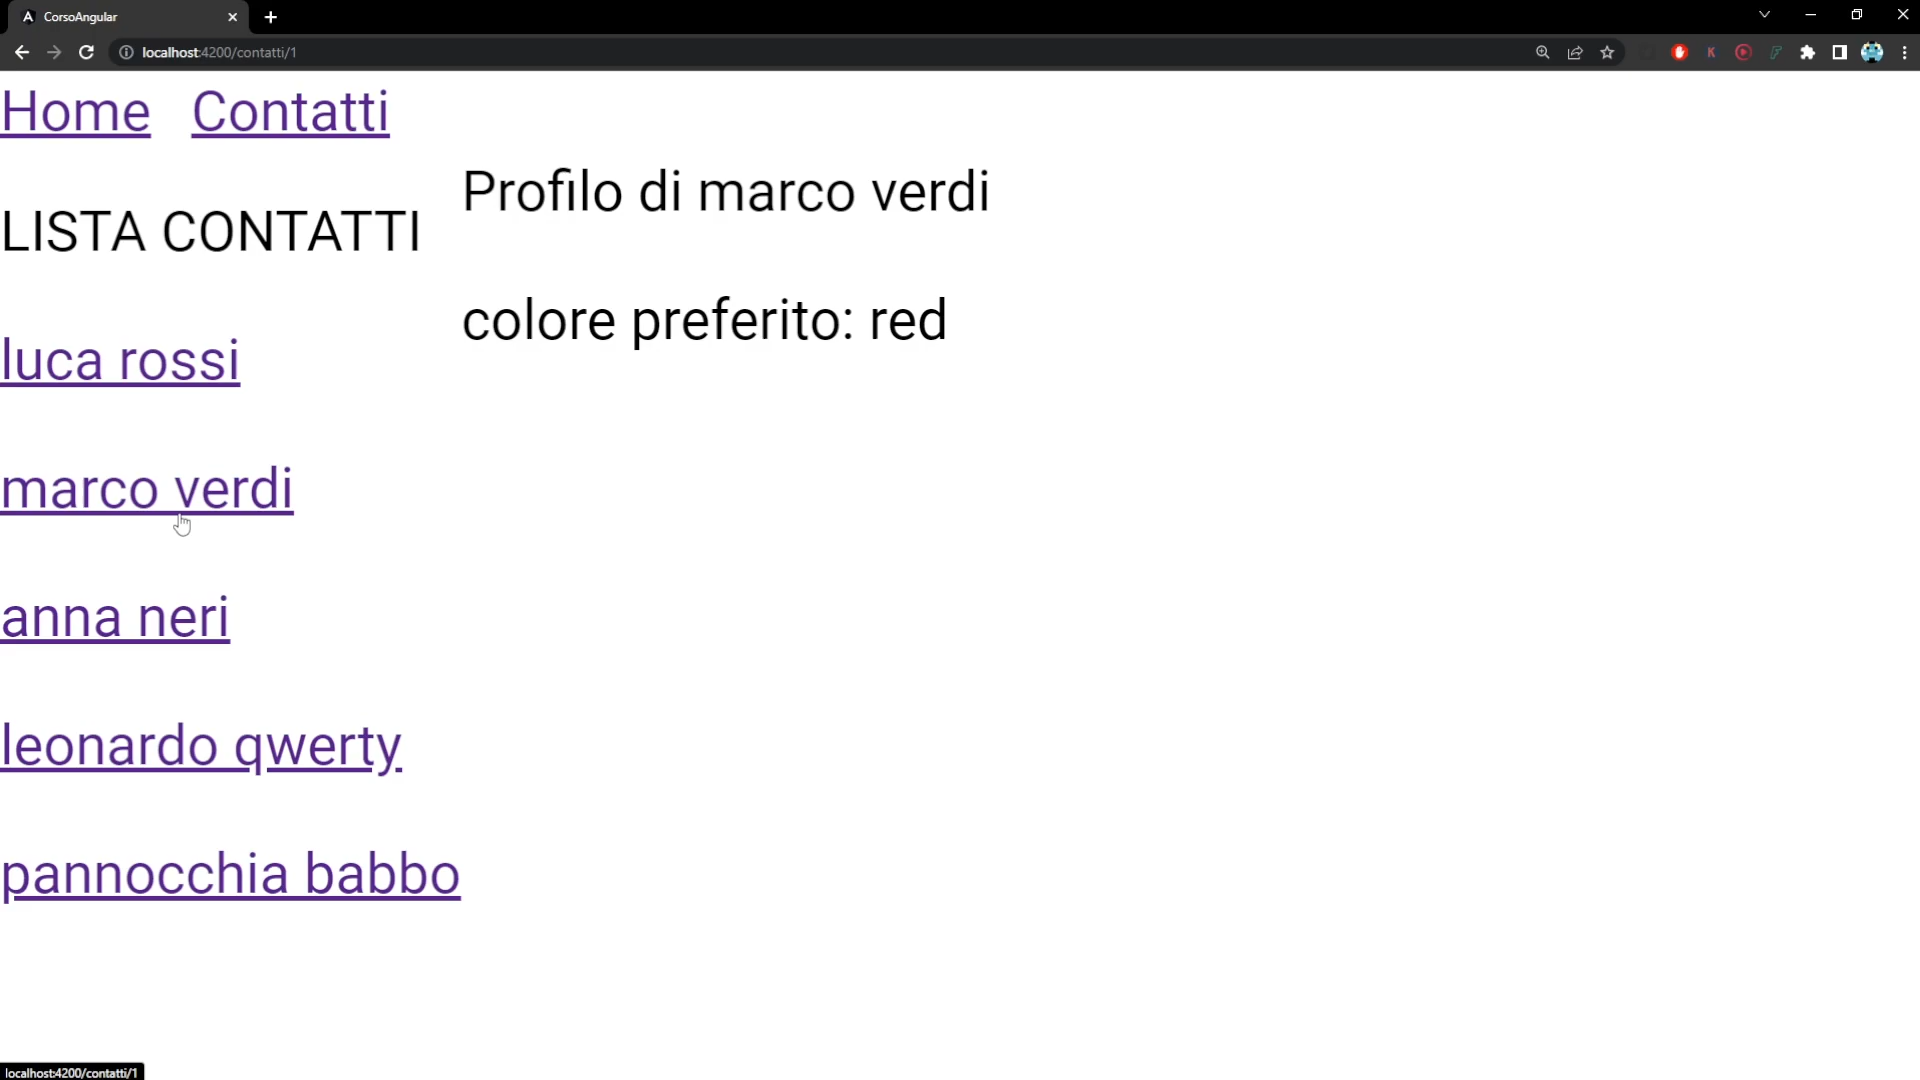 CorsoAngular
localhost:4200/contatti/1
Home Contatti
LISTA CONTATTI
luca rossi
marco verdi
anna neri
leonardo qwerty
pannocchia babbo
Profilo di marco verdi
colore preferito: red
localhost:4200/contatti/1